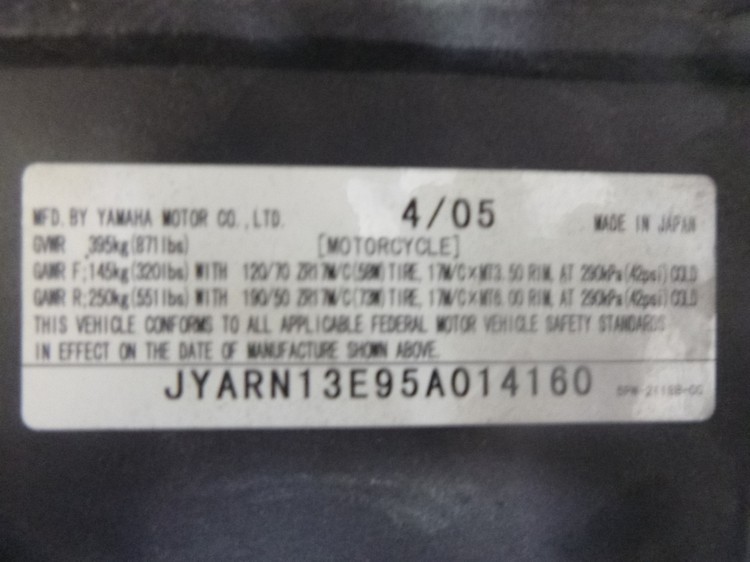 MFD.BY YAMAHA MOTOR CO.,LTD. 4/05 MADE IN JAPAN
GVWR 395kg(871lbs) [MOTORCYCLE]
GAWR F:145kg(320lbs) WITH 120/70 ZR17M/C(58W) TIRE, 17M/C×MT3.50 RIM, AT 290kPa(42psi) COLD
GAWR R:250kg(551lbs) WITH 190/50 ZR17M/C(73W) TIRE, 17M/C×MT6.00 RIM, AT 290kPa(42psi) COLD
THIS VEHICLE CONFORMS TO ALL APPLICABLE FEDERAL MOTOR VEHICLE SAFETY STANDARDS
IN EFFECT ON THE DATE OF MANUFACTURE SHOWN ABOVE.
JYARN13E95A014160